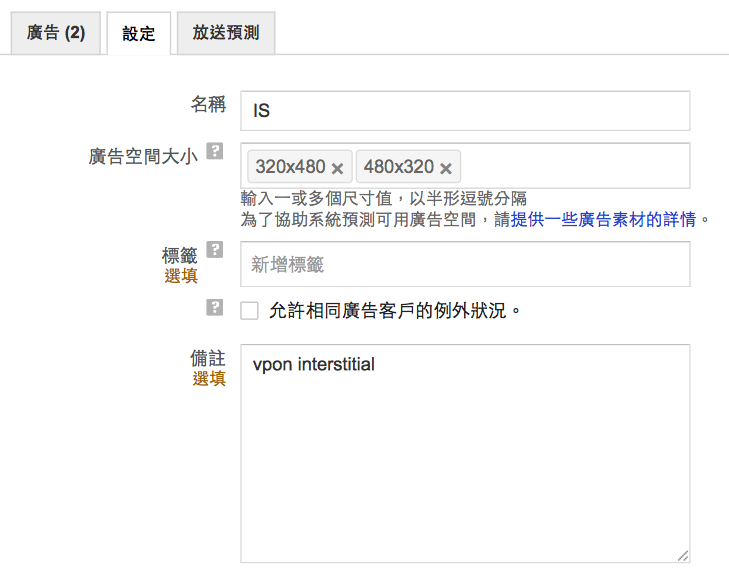 廣告 (2) 設定 放送預測
名稱 IS
廣告空間大小 ? 320x480 × 480x320 ×
輸入一或多個尺寸值，以半形逗號分隔
為了協助系統預測可用廣告空間，請提供一些廣告素材的詳情。
標籤 ? 新增標籤
選填
? 允許相同廣告客戶的例外狀況。
備註 vpon interstitial
選填